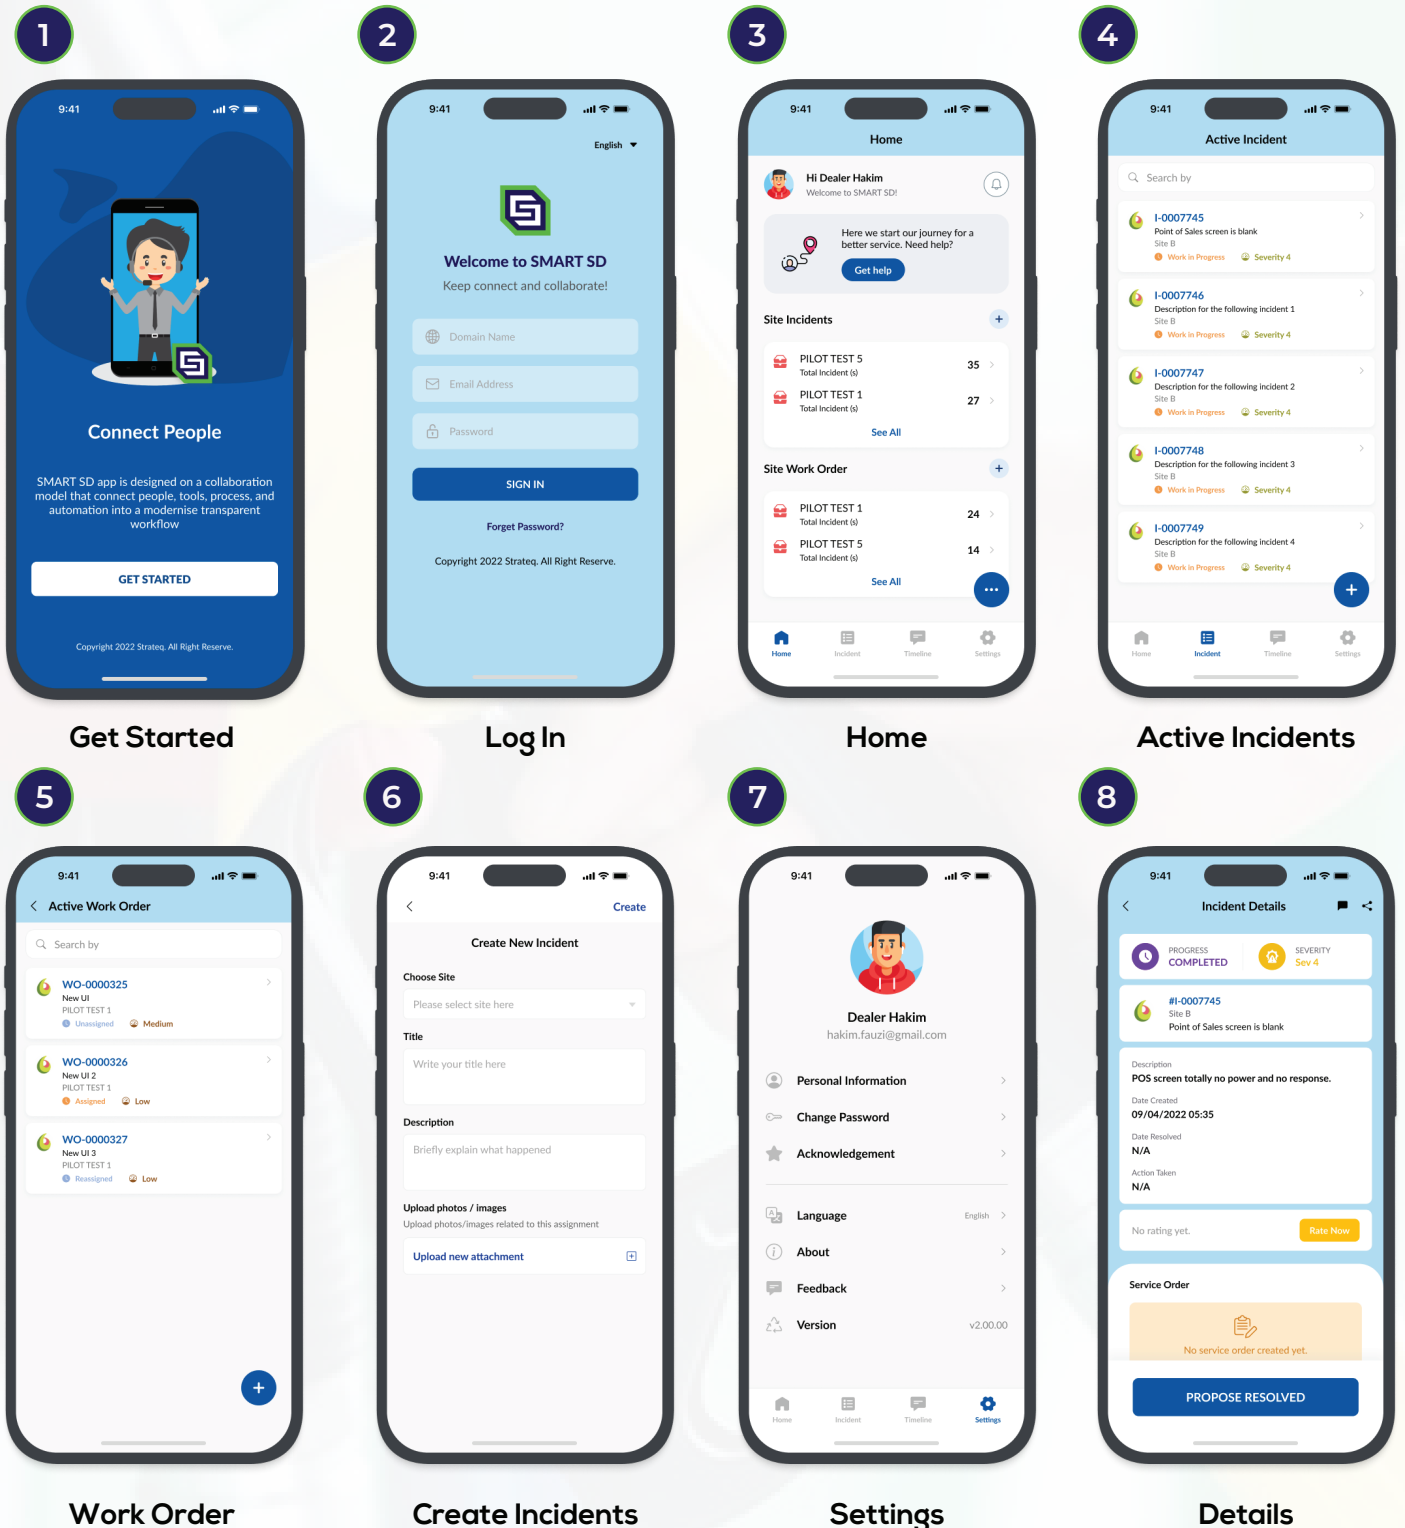 1
9:41
Connect People
SMART SD app is designed on a collaboration
model that connect people, tools, process, and
automation into a modernise transparent
workflow
GET STARTED
Copyright 2022 Strateq. All Right Reserve.
Get Started
2
9:41
English
Welcome to SMART SD
Keep connect and collaborate!
Domain Name
Email Address
Password
SIGN IN
Forget Password?
Copyright 2022 Strateq. All Right Reserve.
Log In
3
9:41
Home
Hi Dealer Hakim
Welcome to SMART SD!
Here we start our journey for a
better service. Need help?
Get help
Site Incidents
PILOT TEST 5
Total Incident (s)
35
PILOT TEST 1
Total Incident (s)
27
See All
Site Work Order
PILOT TEST 1
Total Incident (s)
24
PILOT TEST 5
Total Incident (s)
14
See All
Home Incident Timeline Settings
Home
4
9:41
Active Incident
Search by
I-0007745
Point of Sales screen is blank
Site B
Work in Progress Severity 4
I-0007746
Description for the following incident 1
Site B
Work in Progress Severity 4
I-0007747
Description for the following incident 2
Site B
Work in Progress Severity 4
I-0007748
Description for the following incident 3
Site B
Work in Progress Severity 4
I-0007749
Description for the following incident 4
Site B
Work in Progress Severity 4
Home Incident Timeline Settings
Active Incidents
5
9:41
Active Work Order
Search by
WO-0000325
New UI
PILOT TEST 1
Unassigned Medium
WO-0000326
New UI 2
PILOT TEST 1
Assigned Low
WO-0000327
New UI 3
PILOT TEST 1
Reassigned Low
Work Order
6
9:41
Create
Create New Incident
Choose Site
Please select site here
Title
Write your title here
Description
Briefly explain what happened
Upload photos / images
Upload photos/images related to this assignment
Upload new attachment
Create Incidents
7
9:41
Dealer Hakim
hakim.fauzi@gmail.com
Personal Information
Change Password
Acknowledgement
Language English
About
Feedback
Version v2.00.00
Home Incident Timeline Settings
Settings
8
9:41
Incident Details
PROGRESS
COMPLETED
SEVERITY
Sev 4
#I-0007745
Site B
Point of Sales screen is blank
Description
POS screen totally no power and no response.
Date Created
09/04/2022 05:35
Date Resolved
N/A
Action Taken
N/A
No rating yet.
Rate Now
Service Order
No service order created yet.
PROPOSE RESOLVED
Details